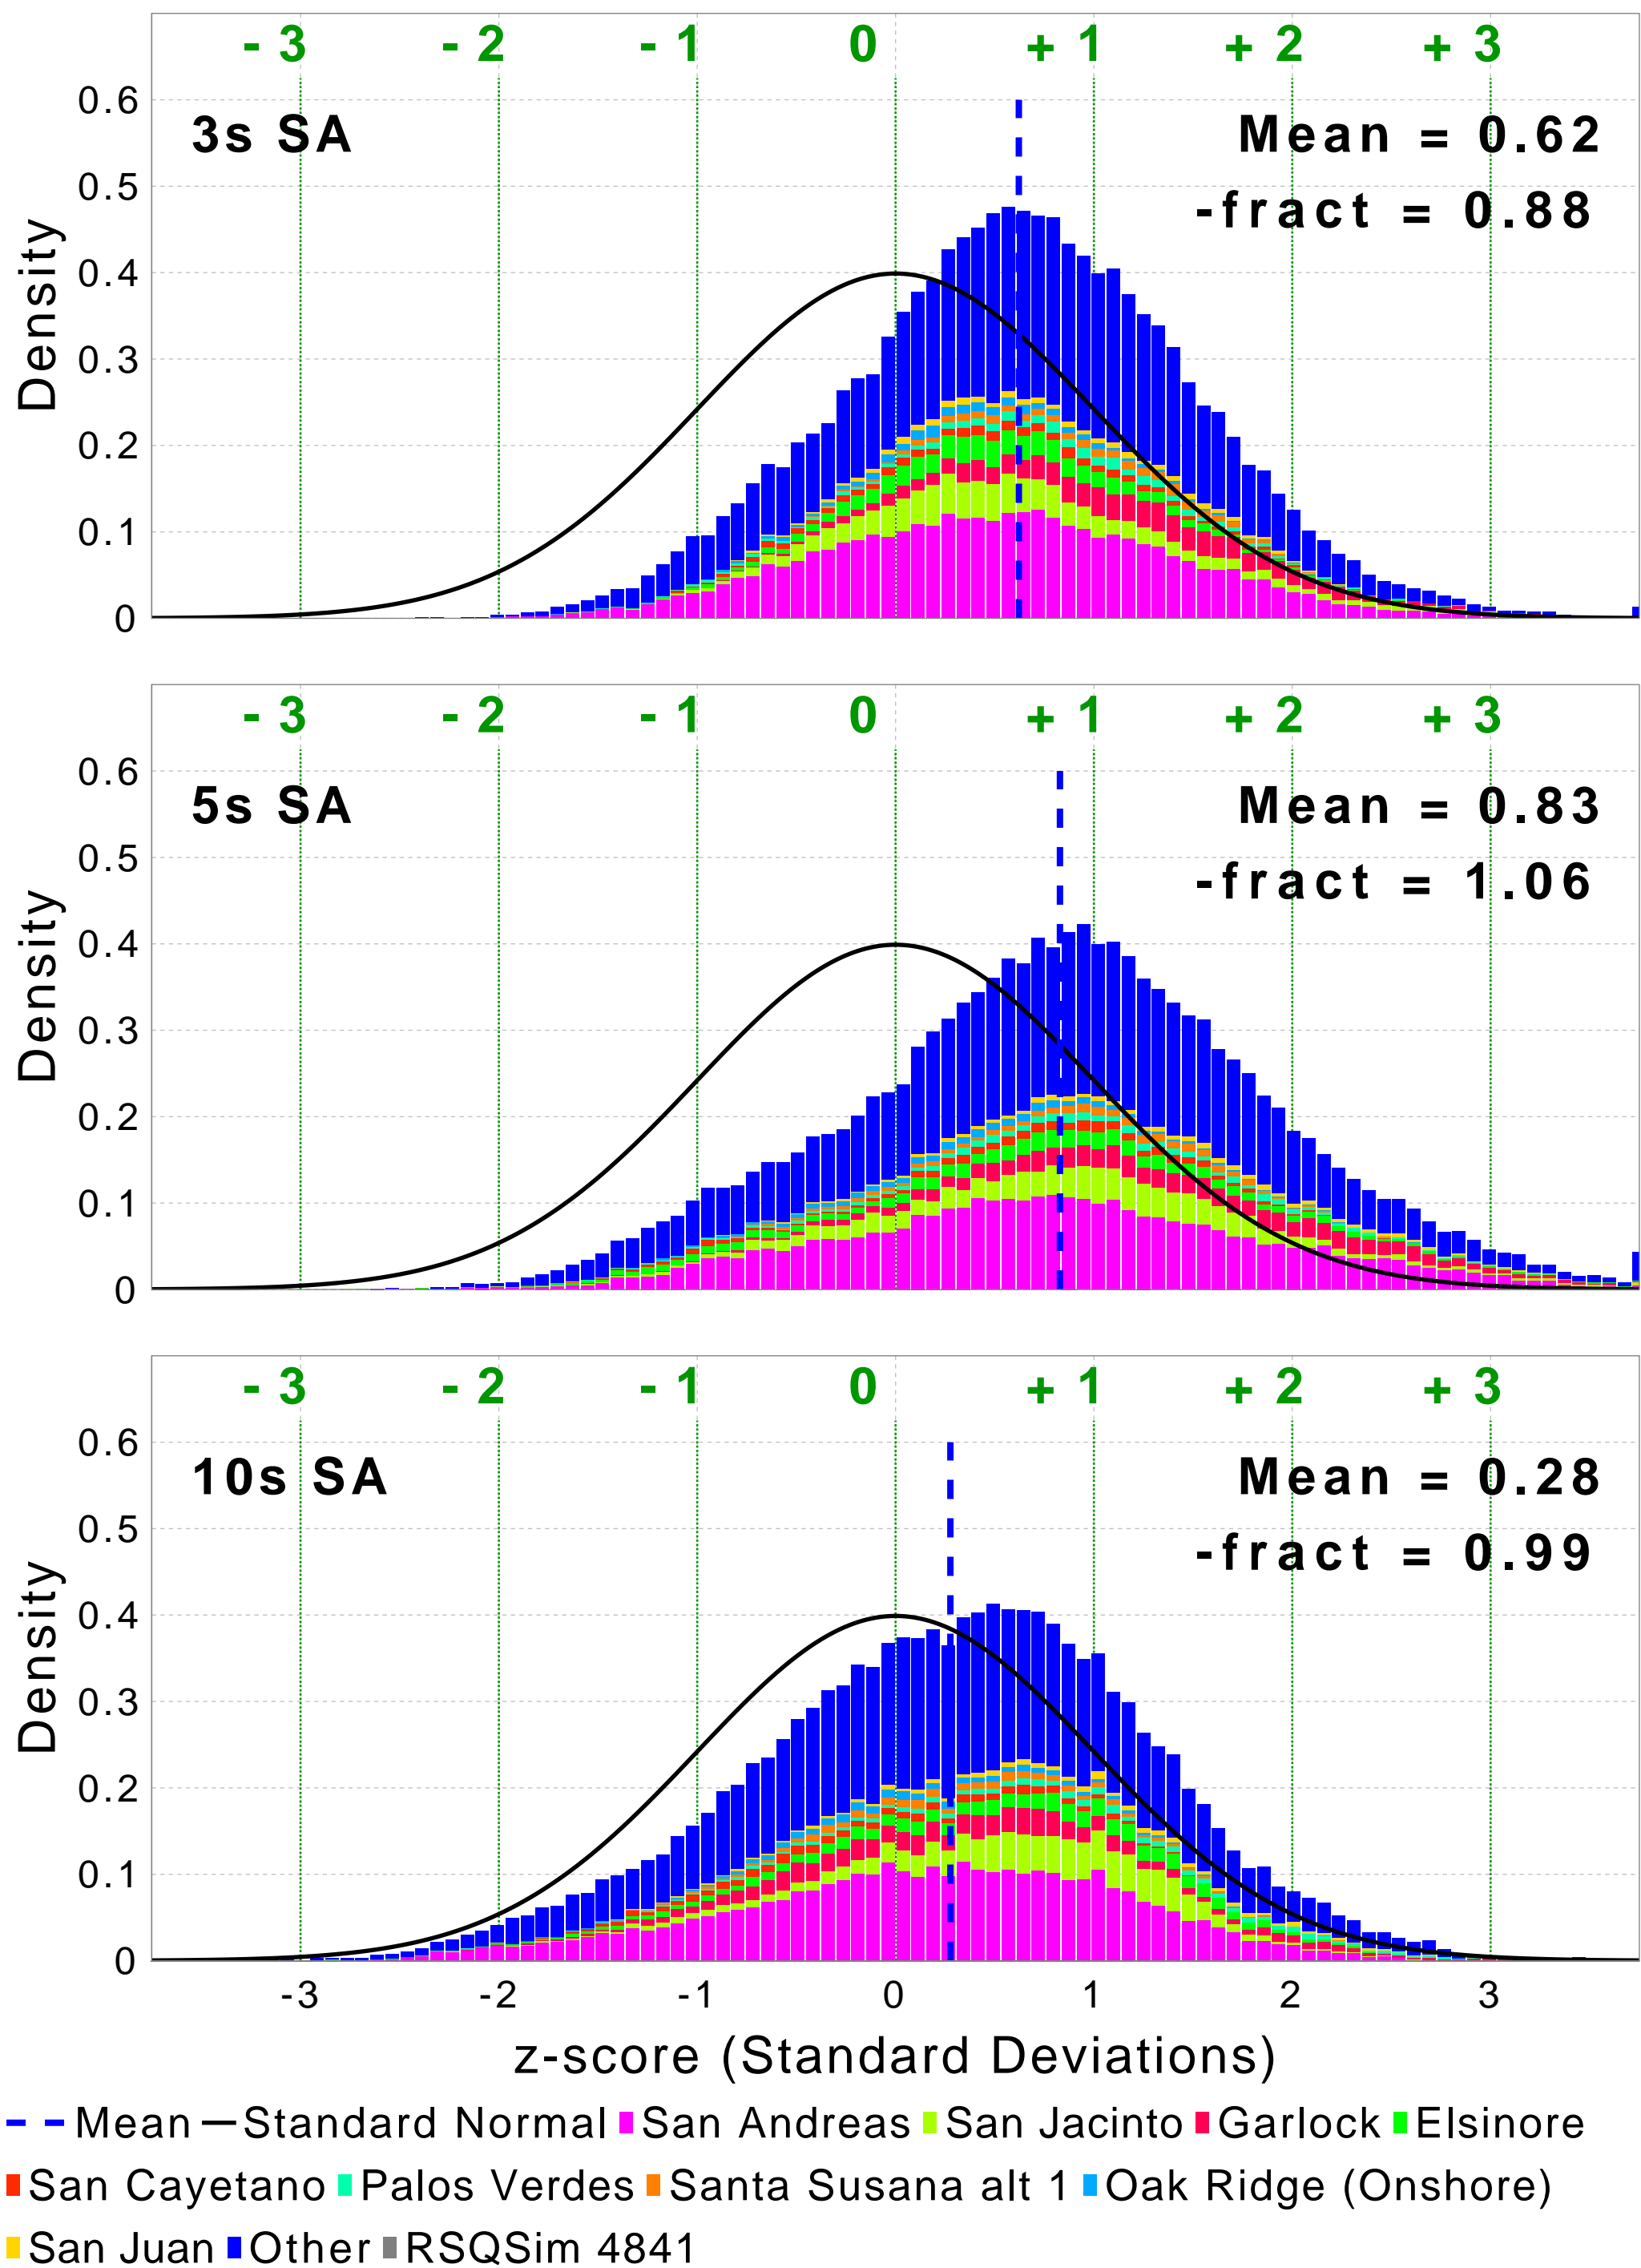 - 3 - 2 - 1 0 + 1 + 2 + 3
0.6
3s SA
Mean = 0.62
0.5
-fract = 0.88
0.4
0.3
0.2
0.1
0
Density
- 3 - 2 - 1 0 + 1 + 2 + 3
0.6
5s SA
Mean = 0.83
0.5
-fract = 1.06
0.4
0.3
0.2
0.1
0
Density
- 3 - 2 - 1 0 + 1 + 2 + 3
0.6
10s SA
Mean = 0.28
0.5
-fract = 0.99
0.4
0.3
0.2
0.1
0
Density
-3 -2 -1 0 1 2 3
z-score (Standard Deviations)
Mean Standard Normal San Andreas San Jacinto Garlock Elsinore
San Cayetano Palos Verdes Santa Susana alt 1 Oak Ridge (Onshore)
San Juan Other RSQSim 4841